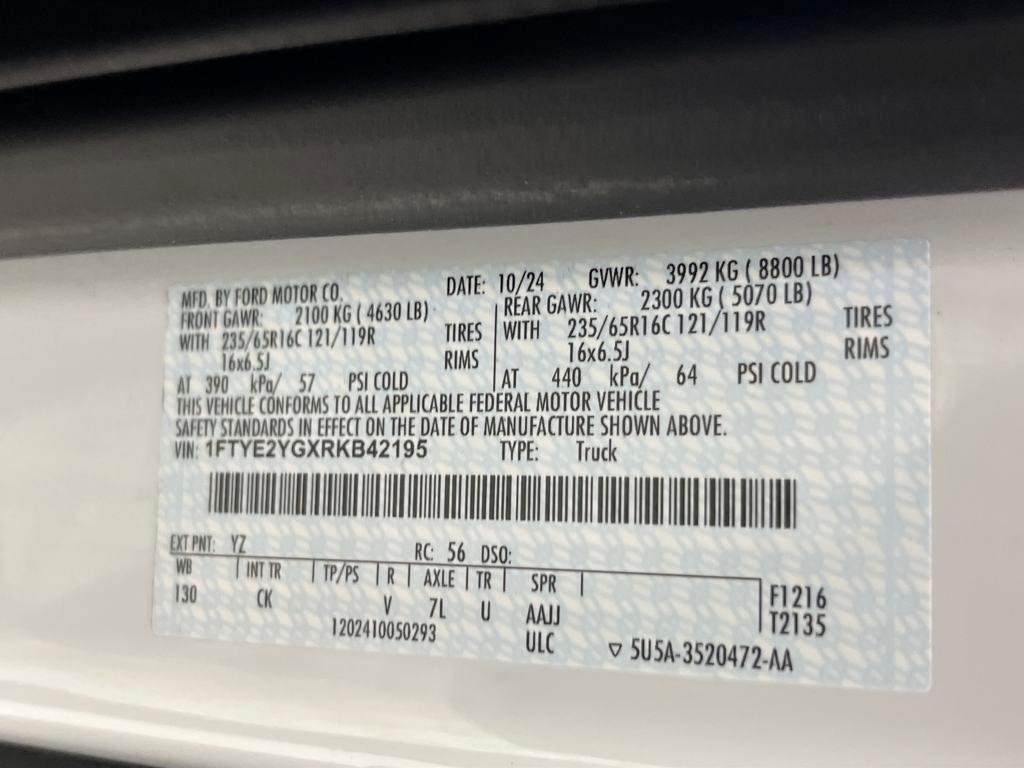 MFD. BY FORD MOTOR CO. DATE: 10/24 GVWR: 3992 KG ( 8800 LB)
FRONT GAWR: 2100 KG ( 4630 LB) REAR GAWR: 2300 KG ( 5070 LB)
WITH 235/65R16C 121/119R TIRES WITH 235/65R16C 121/119R TIRES
16x6.5J RIMS 16x6.5J RIMS
AT 390 kPa/ 57 PSI COLD AT 440 kPa/ 64 PSI COLD
THIS VEHICLE CONFORMS TO ALL APPLICABLE FEDERAL MOTOR VEHICLE
SAFETY STANDARDS IN EFFECT ON THE DATE OF MANUFACTURE SHOWN ABOVE.
VIN: 1FTYE2YGXRKB42195 TYPE: Truck
EXT PNT: YZ RC: 56 DSO:
WB INT TR TP/PS R AXLE TR SPR
130 CK V 7L U AAJJ F1216
1202410050293 ULC T2135
▽ 5U5A-3520472-AA